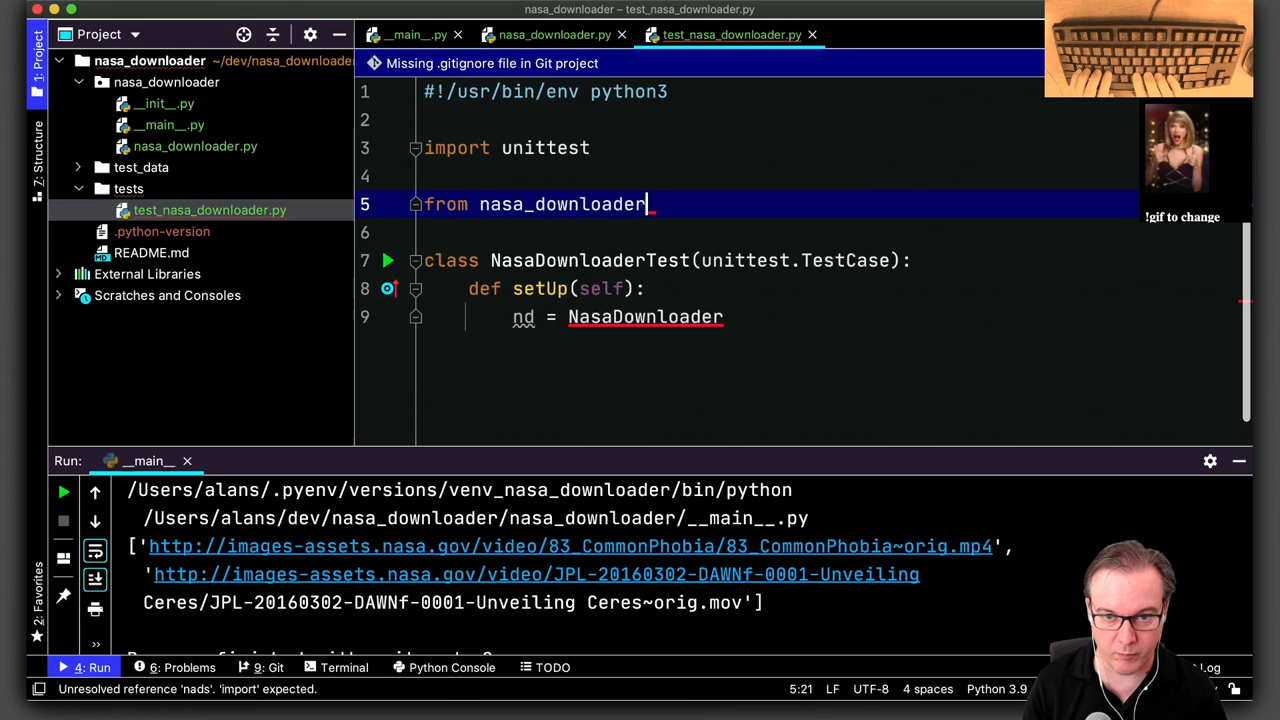 nasa_downloader – test_nasa_downloader.py
1: Project
7: Structure
2: Favorites
Project
__main__.py
nasa_downloader.py
test_nasa_downloader.py
nasa_downloader ~/dev/nasa_downloader
nasa_downloader
__init__.py
__main__.py
nasa_downloader.py
test_data
tests
test_nasa_downloader.py
.python-version
README.md
External Libraries
Scratches and Consoles
Missing .gitignore file in Git project
1 #!/usr/bin/env python3
2
3 import unittest
4
5 from nasa_downloader
6
7 class NasaDownloaderTest(unittest.TestCase):
8 def setUp(self):
9 nd = NasaDownloader
!gif to change
Run: __main__
/Users/alans/.pyenv/versions/venv_nasa_downloader/bin/python
/Users/alans/dev/nasa_downloader/nasa_downloader/__main__.py
['http://images-assets.nasa.gov/video/83_CommonPhobia/83_CommonPhobia~orig.mp4',
'http://images-assets.nasa.gov/video/JPL-20160302-DAWNf-0001-Unveiling
Ceres/JPL-20160302-DAWNf-0001-Unveiling Ceres~orig.mov']
4: Run 6: Problems 9: Git Terminal Python Console TODO Log
Unresolved reference 'nads'. 'import' expected. 5:21 LF UTF-8 4 spaces Python 3.9